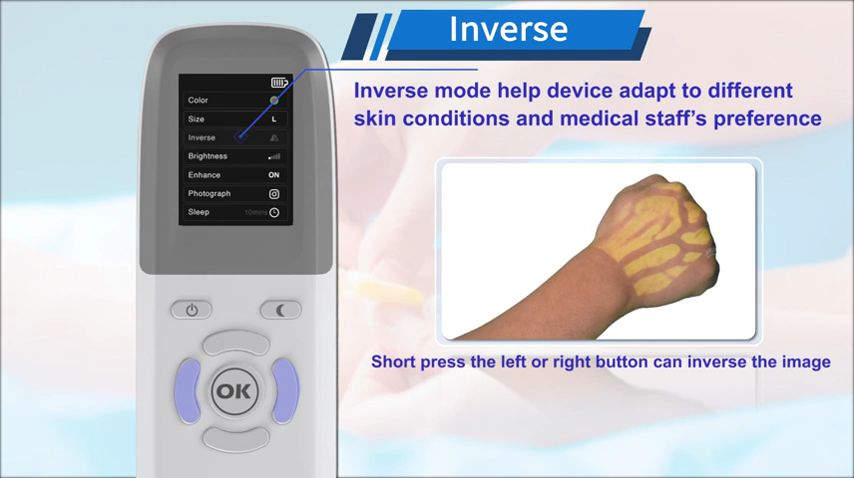 Inverse
Inverse mode help device adapt to different
skin conditions and medical staff's preference
Color
Size L
Inverse
Brightness
Enhance ON
Photograph
Sleep 10mins
OK
Short press the left or right button can inverse the image